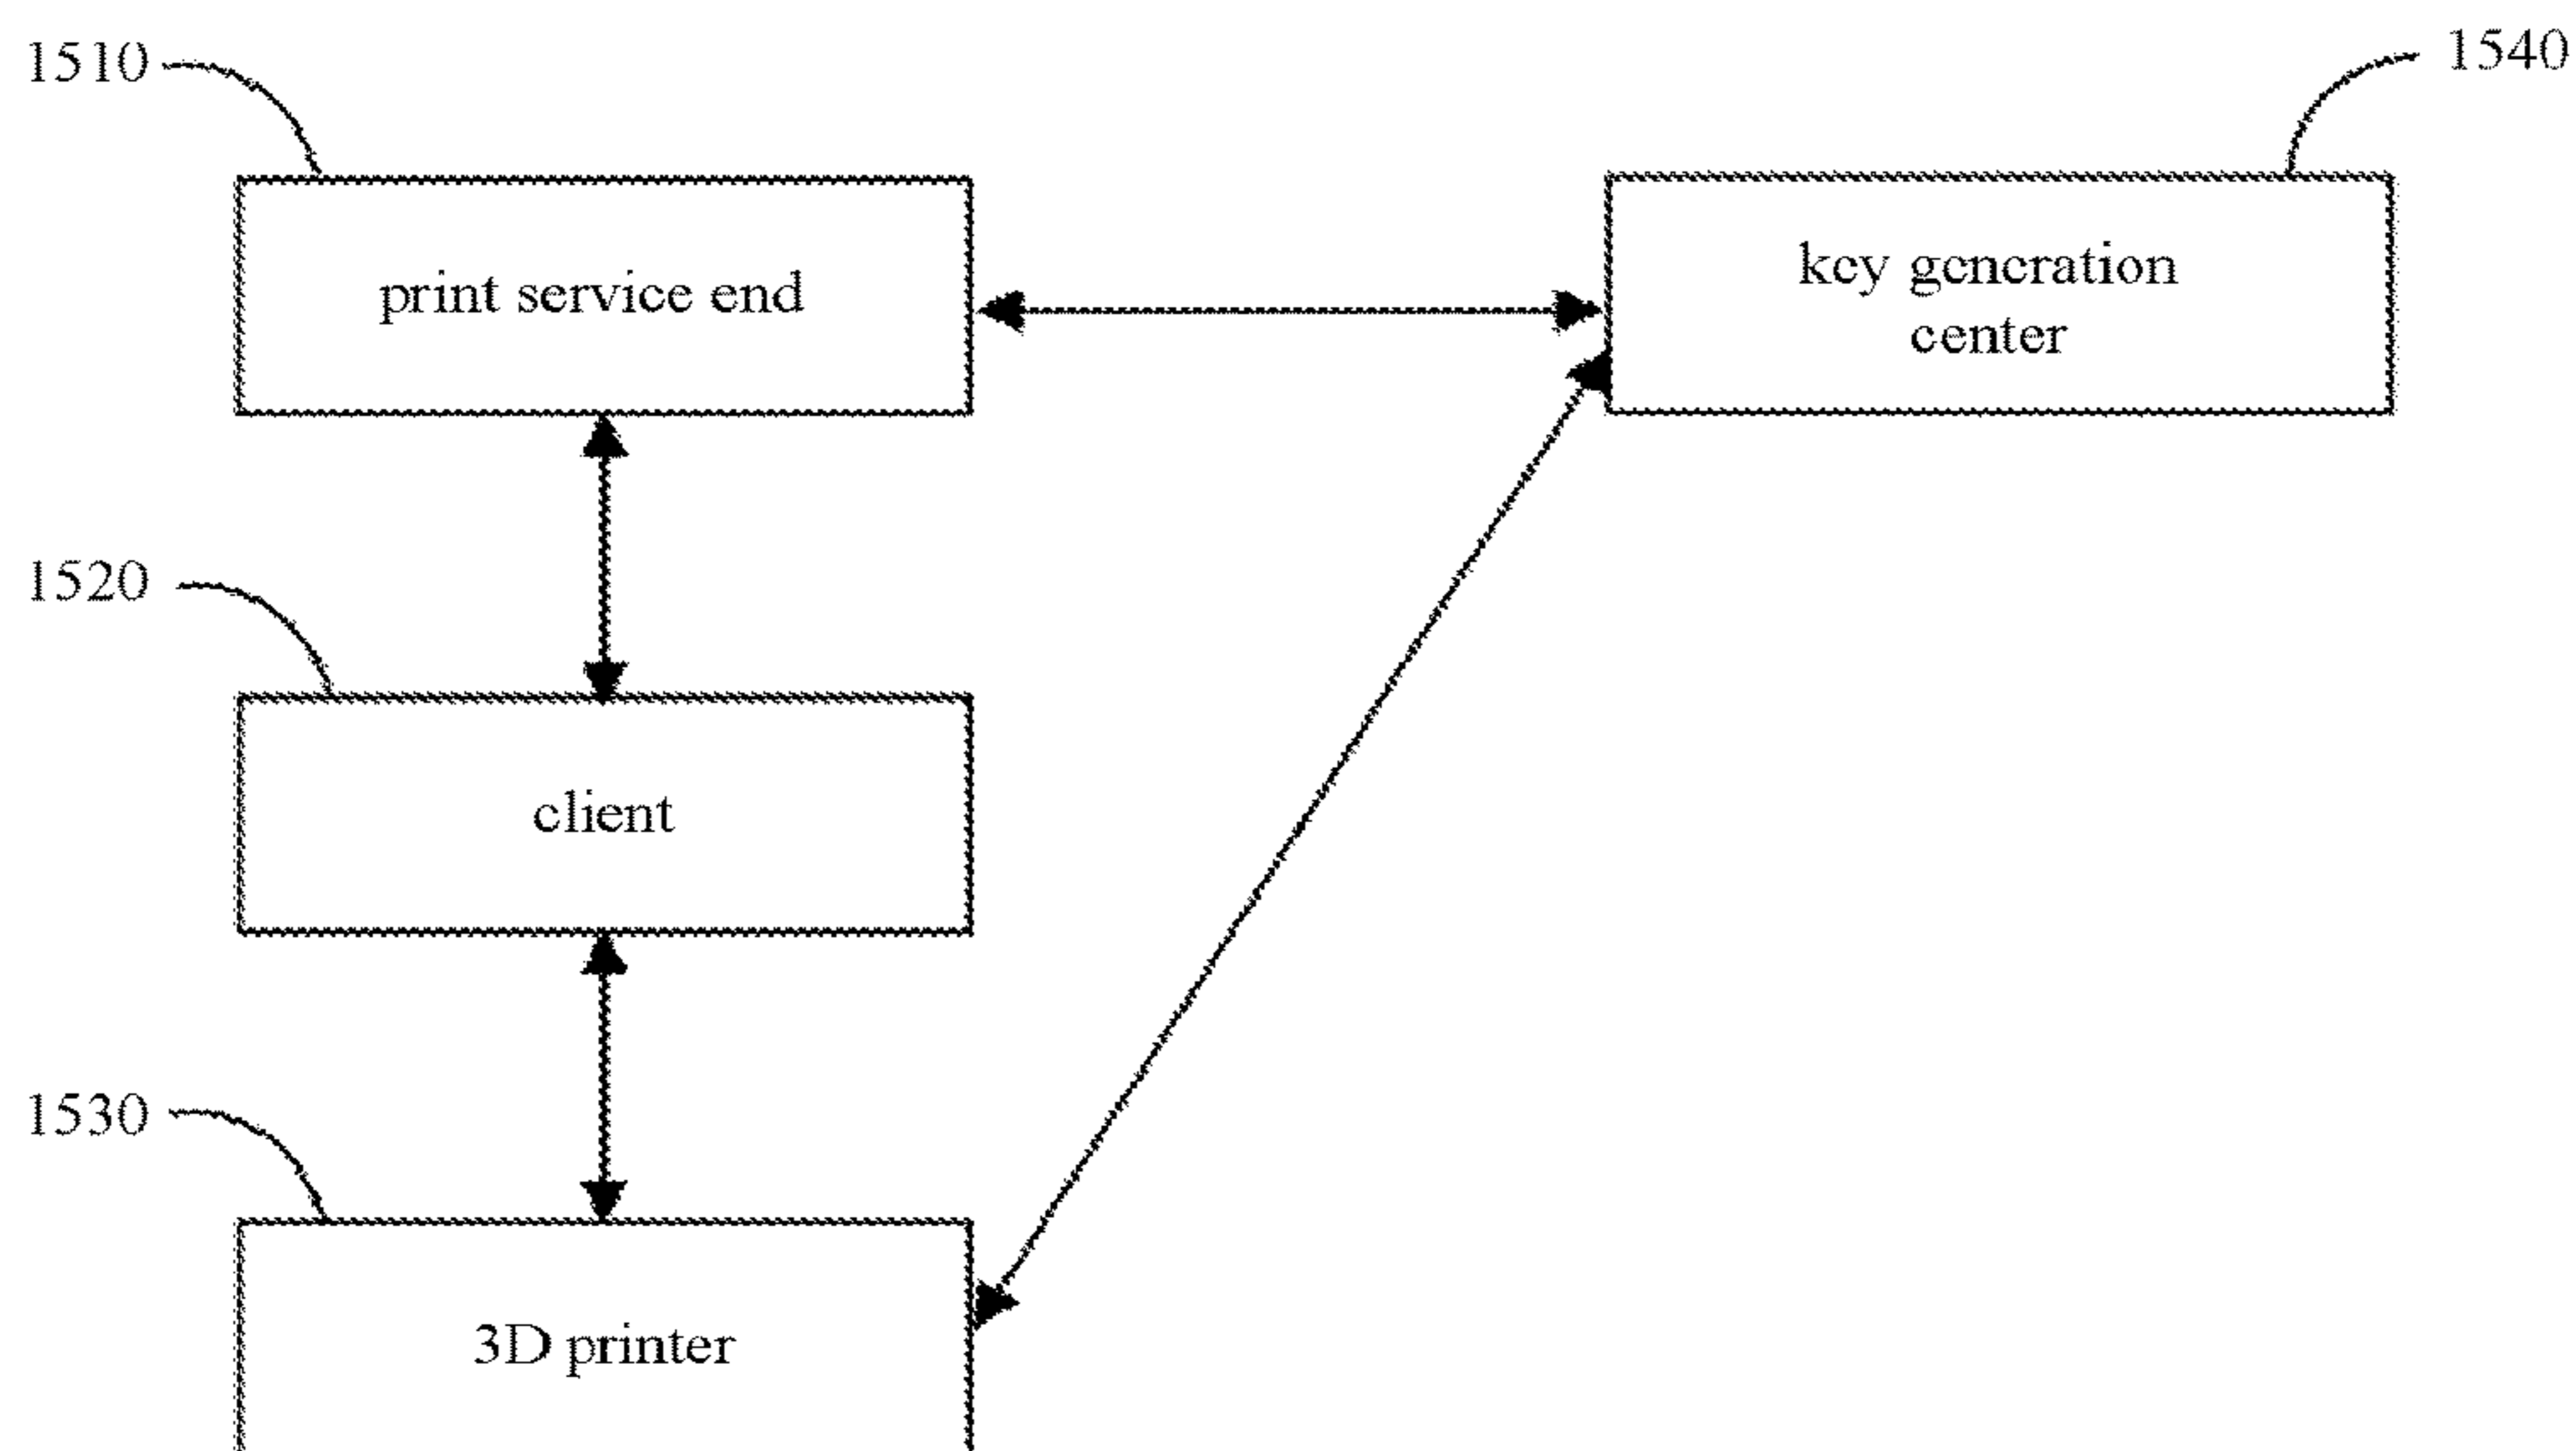 1510
1540
print service end
key generation
center
1520
client
1530
3D printer